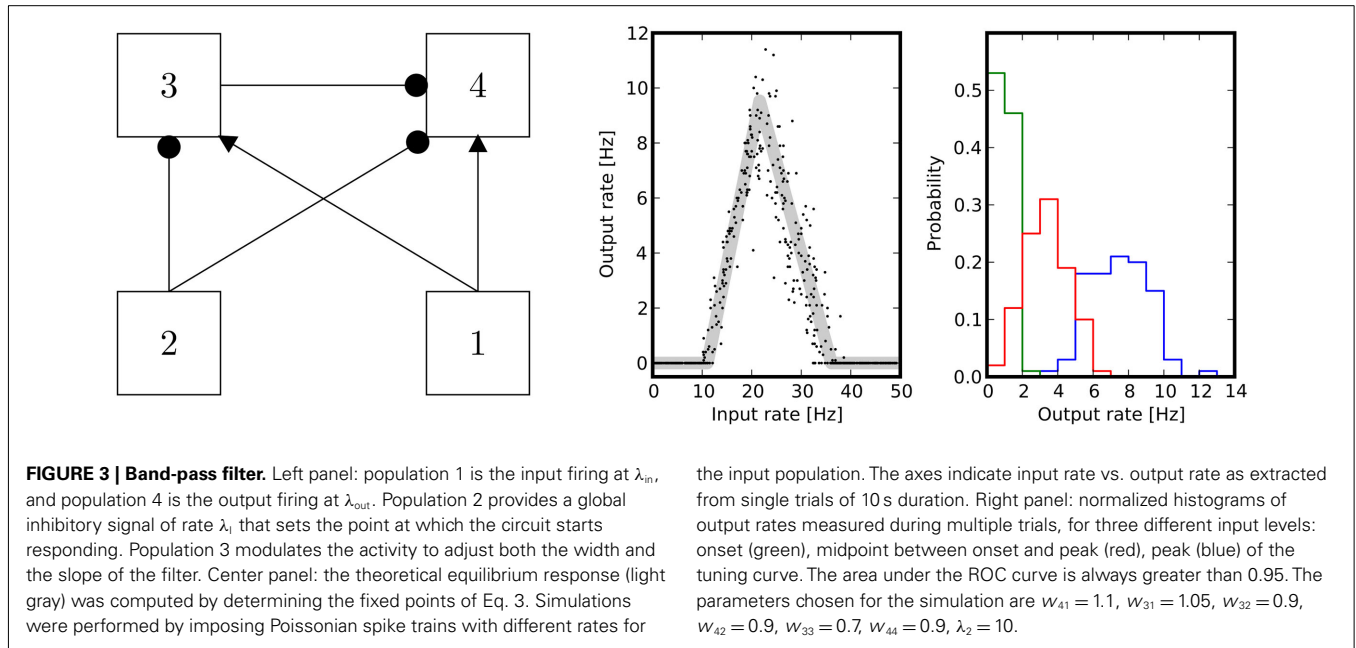 3
4
2
1
12
10
8
6
4
2
0
Output rate [Hz]
0 10 20 30 40 50
Input rate [Hz]
0.5
0.4
0.3
0.2
0.1
0.0
Probability
0 2 4 6 8 10 12 14
Output rate [Hz]
FIGURE 3 | Band-pass filter. Left panel: population 1 is the input firing at λin,
and population 4 is the output firing at λout. Population 2 provides a global
inhibitory signal of rate λI that sets the point at which the circuit starts
responding. Population 3 modulates the activity to adjust both the width and
the slope of the filter. Center panel: the theoretical equilibrium response (light
gray) was computed by determining the fixed points of Eq. 3. Simulations
were performed by imposing Poissonian spike trains with different rates for
the input population. The axes indicate input rate vs. output rate as extracted
from single trials of 10 s duration. Right panel: normalized histograms of
output rates measured during multiple trials, for three different input levels:
onset (green), midpoint between onset and peak (red), peak (blue) of the
tuning curve. The area under the ROC curve is always greater than 0.95. The
parameters chosen for the simulation are w41 = 1.1, w31 = 1.05, w32 = 0.9,
w42 = 0.9, w33 = 0.7, w44 = 0.9, λ2 = 10.